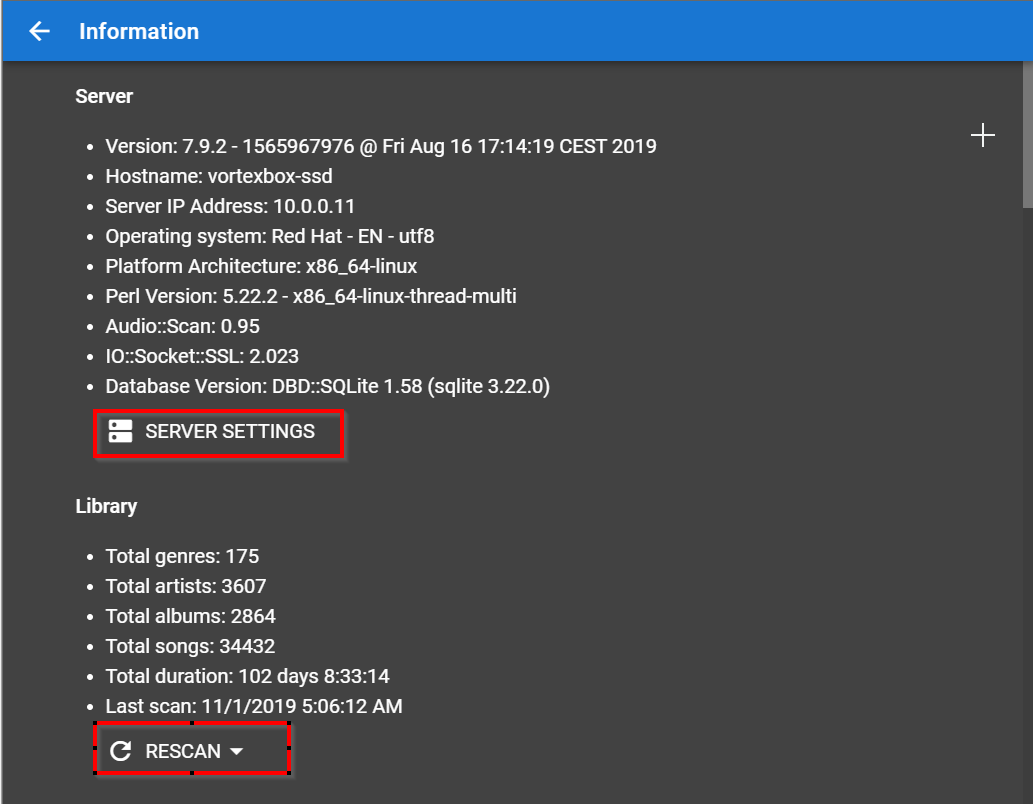 Information
Server
Version: 7.9.2 - 1565967976 @ Fri Aug 16 17:14:19 CEST 2019
Hostname: vortexbox-ssd
Server IP Address: 10.0.0.11
Operating system: Red Hat - EN - utf8
Platform Architecture: x86_64-linux
Perl Version: 5.22.2 - x86_64-linux-thread-multi
Audio::Scan: 0.95
IO::Socket::SSL: 2.023
Database Version: DBD::SQLite 1.58 (sqlite 3.22.0)
SERVER SETTINGS
Library
Total genres: 175
Total artists: 3607
Total albums: 2864
Total songs: 34432
Total duration: 102 days 8:33:14
Last scan: 11/1/2019 5:06:12 AM
RESCAN